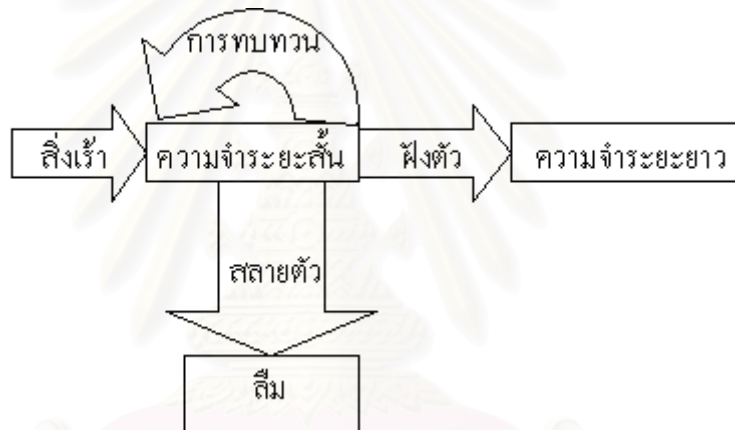 การทบทวน
สิ่งเร้า
ความจำระยะสั้น
ฝังตัว
ความจำระยะยาว
สลายตัว
ลืม